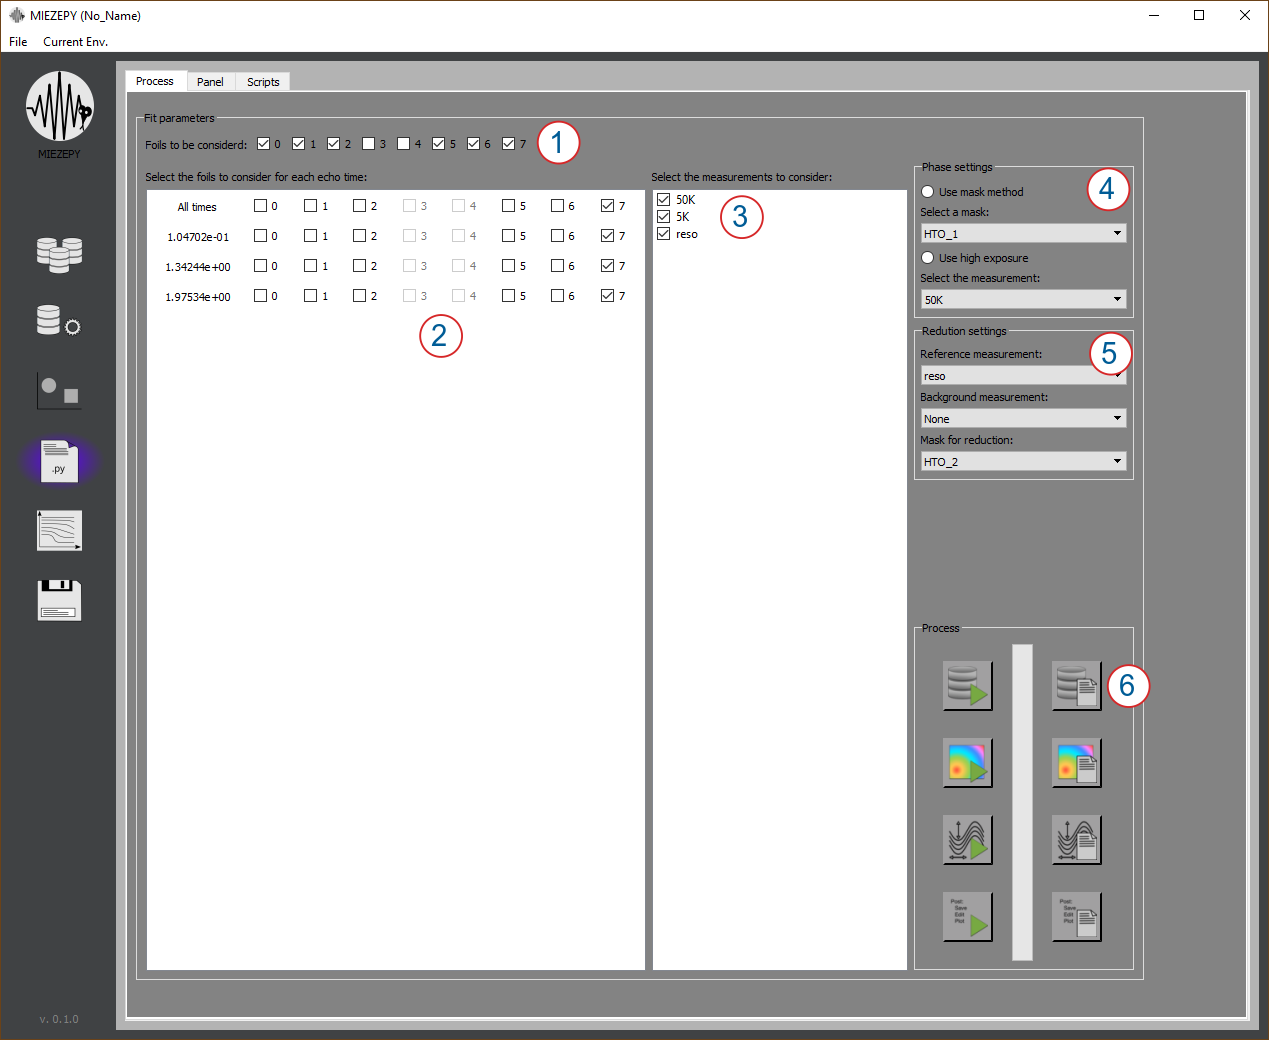 MIEZEPY (No_Name)
File Current Env.
MIEZEPY
Process Panel Scripts
Fit parameters
Foils to be considerd: 0 1 2 3 4 5 6 7
1
Select the foils to consider for each echo time:
All times 0 1 2 3 4 5 6 7
1.04702e-01 0 1 2 3 4 5 6 7
1.34244e+00 0 1 2 3 4 5 6 7
1.97534e+00 0 1 2 3 4 5 6 7
2
Select the measurements to consider:
50K
5K
reso
3
Phase settings
4
Use mask method
Select a mask:
HTO_1
Use high exposure
Select the measurement:
50K
Redution settings
5
Reference measurement:
reso
Background measurement:
None
Mask for reduction:
HTO_2
Process
6
Post:
Save
Edit
Plot
Post:
Save
Edit
Plot
.py
v. 0.1.0